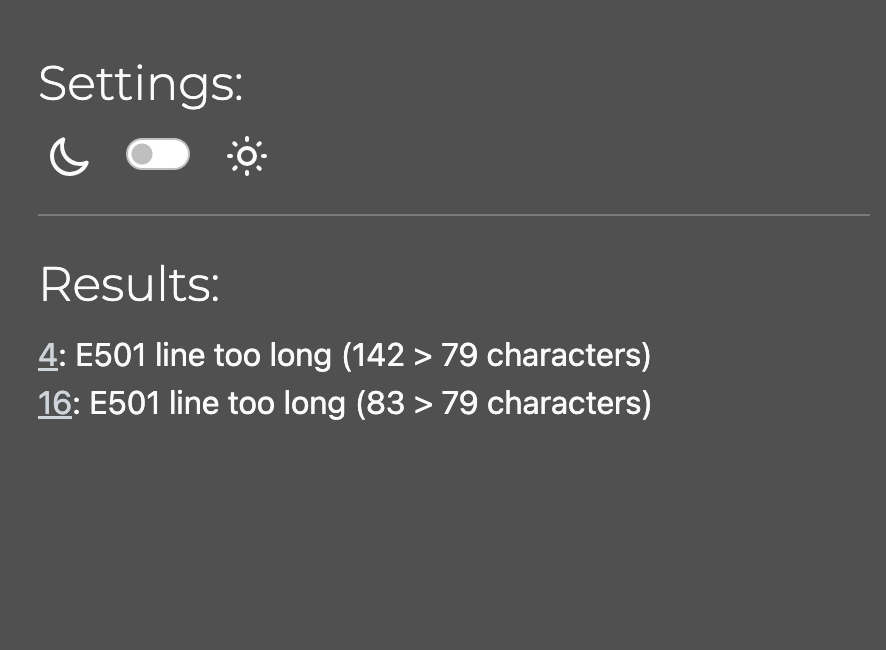 Settings:
Results:
4: E501 line too long (142 > 79 characters)
16: E501 line too long (83 > 79 characters)